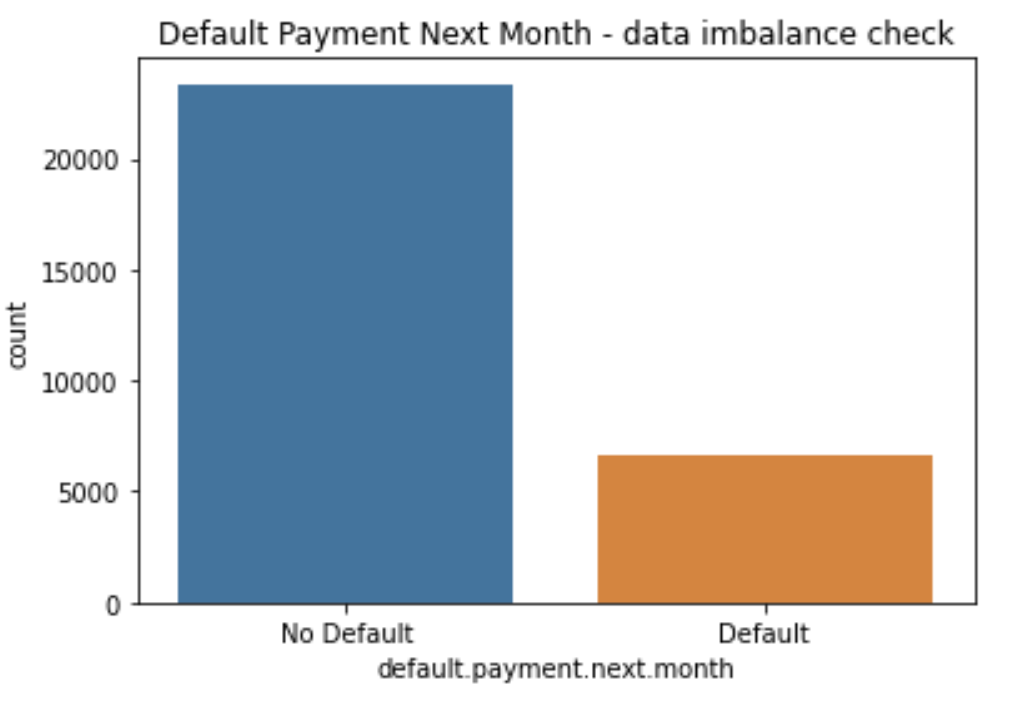 Default Payment Next Month - data imbalance check
20000
15000
10000
5000
0
count
No Default
Default
default.payment.next.month